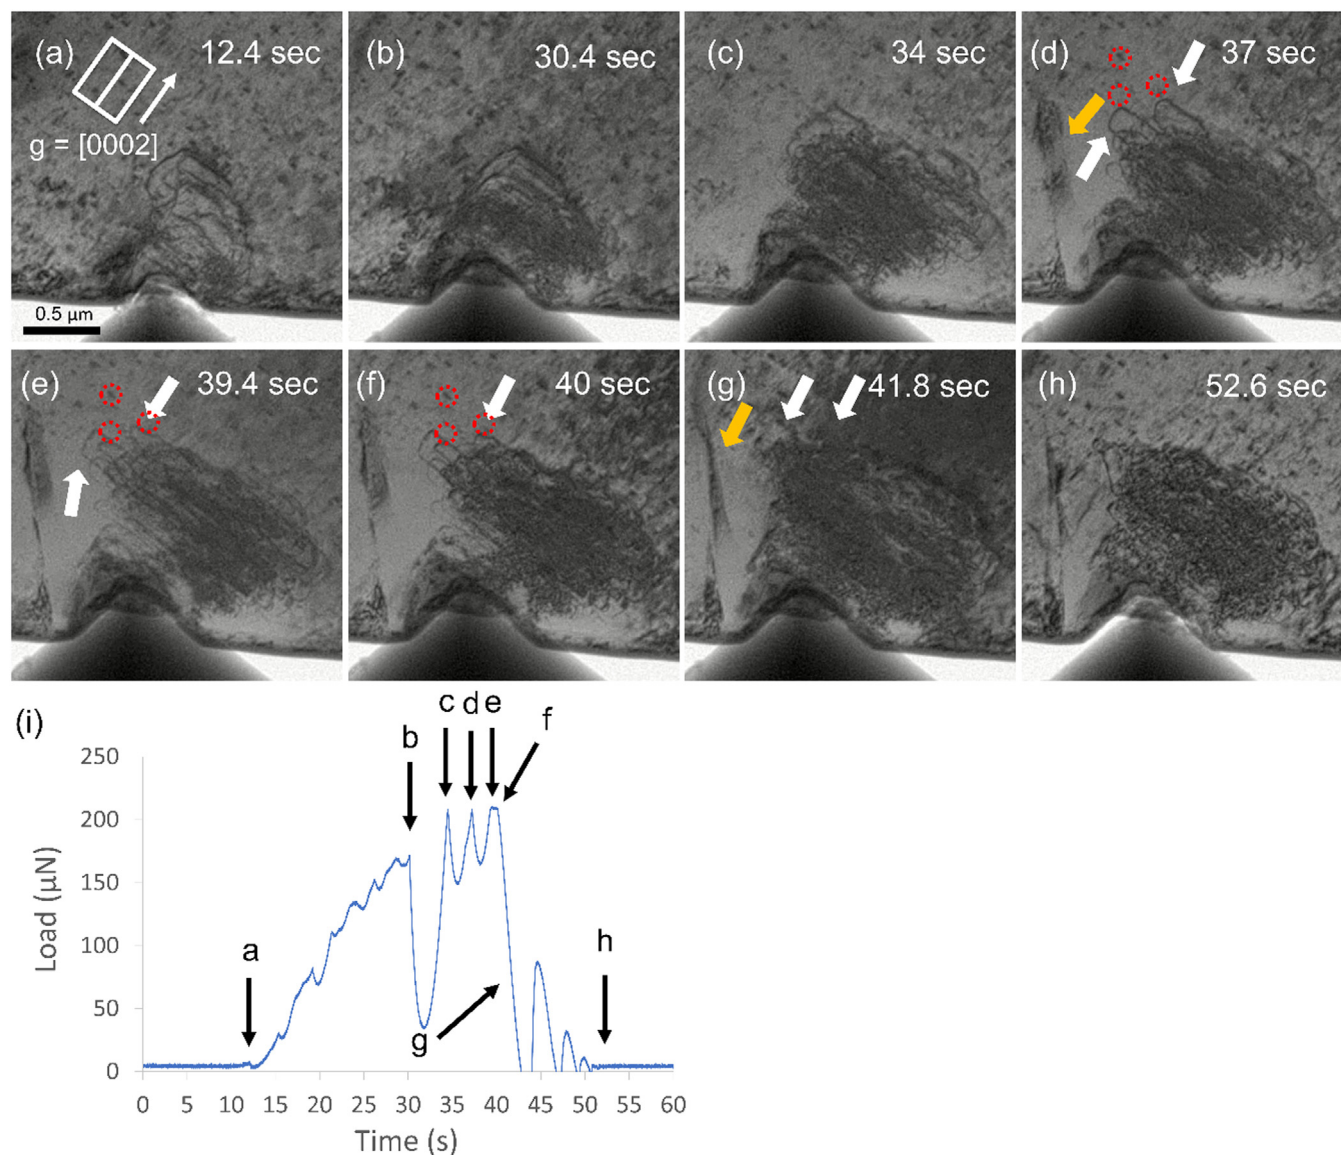 (a) 12.4 sec
g = [0002]
0.5 µm
(b) 30.4 sec
(c) 34 sec
(d) 37 sec
(e) 39.4 sec
(f) 40 sec
(g) 41.8 sec
(h) 52.6 sec
(i)
c d e
b f
250
200
150
a h
100
g
50
0
Load (µN)
0 5 10 15 20 25 30 35 40 45 50 55 60
Time (s)